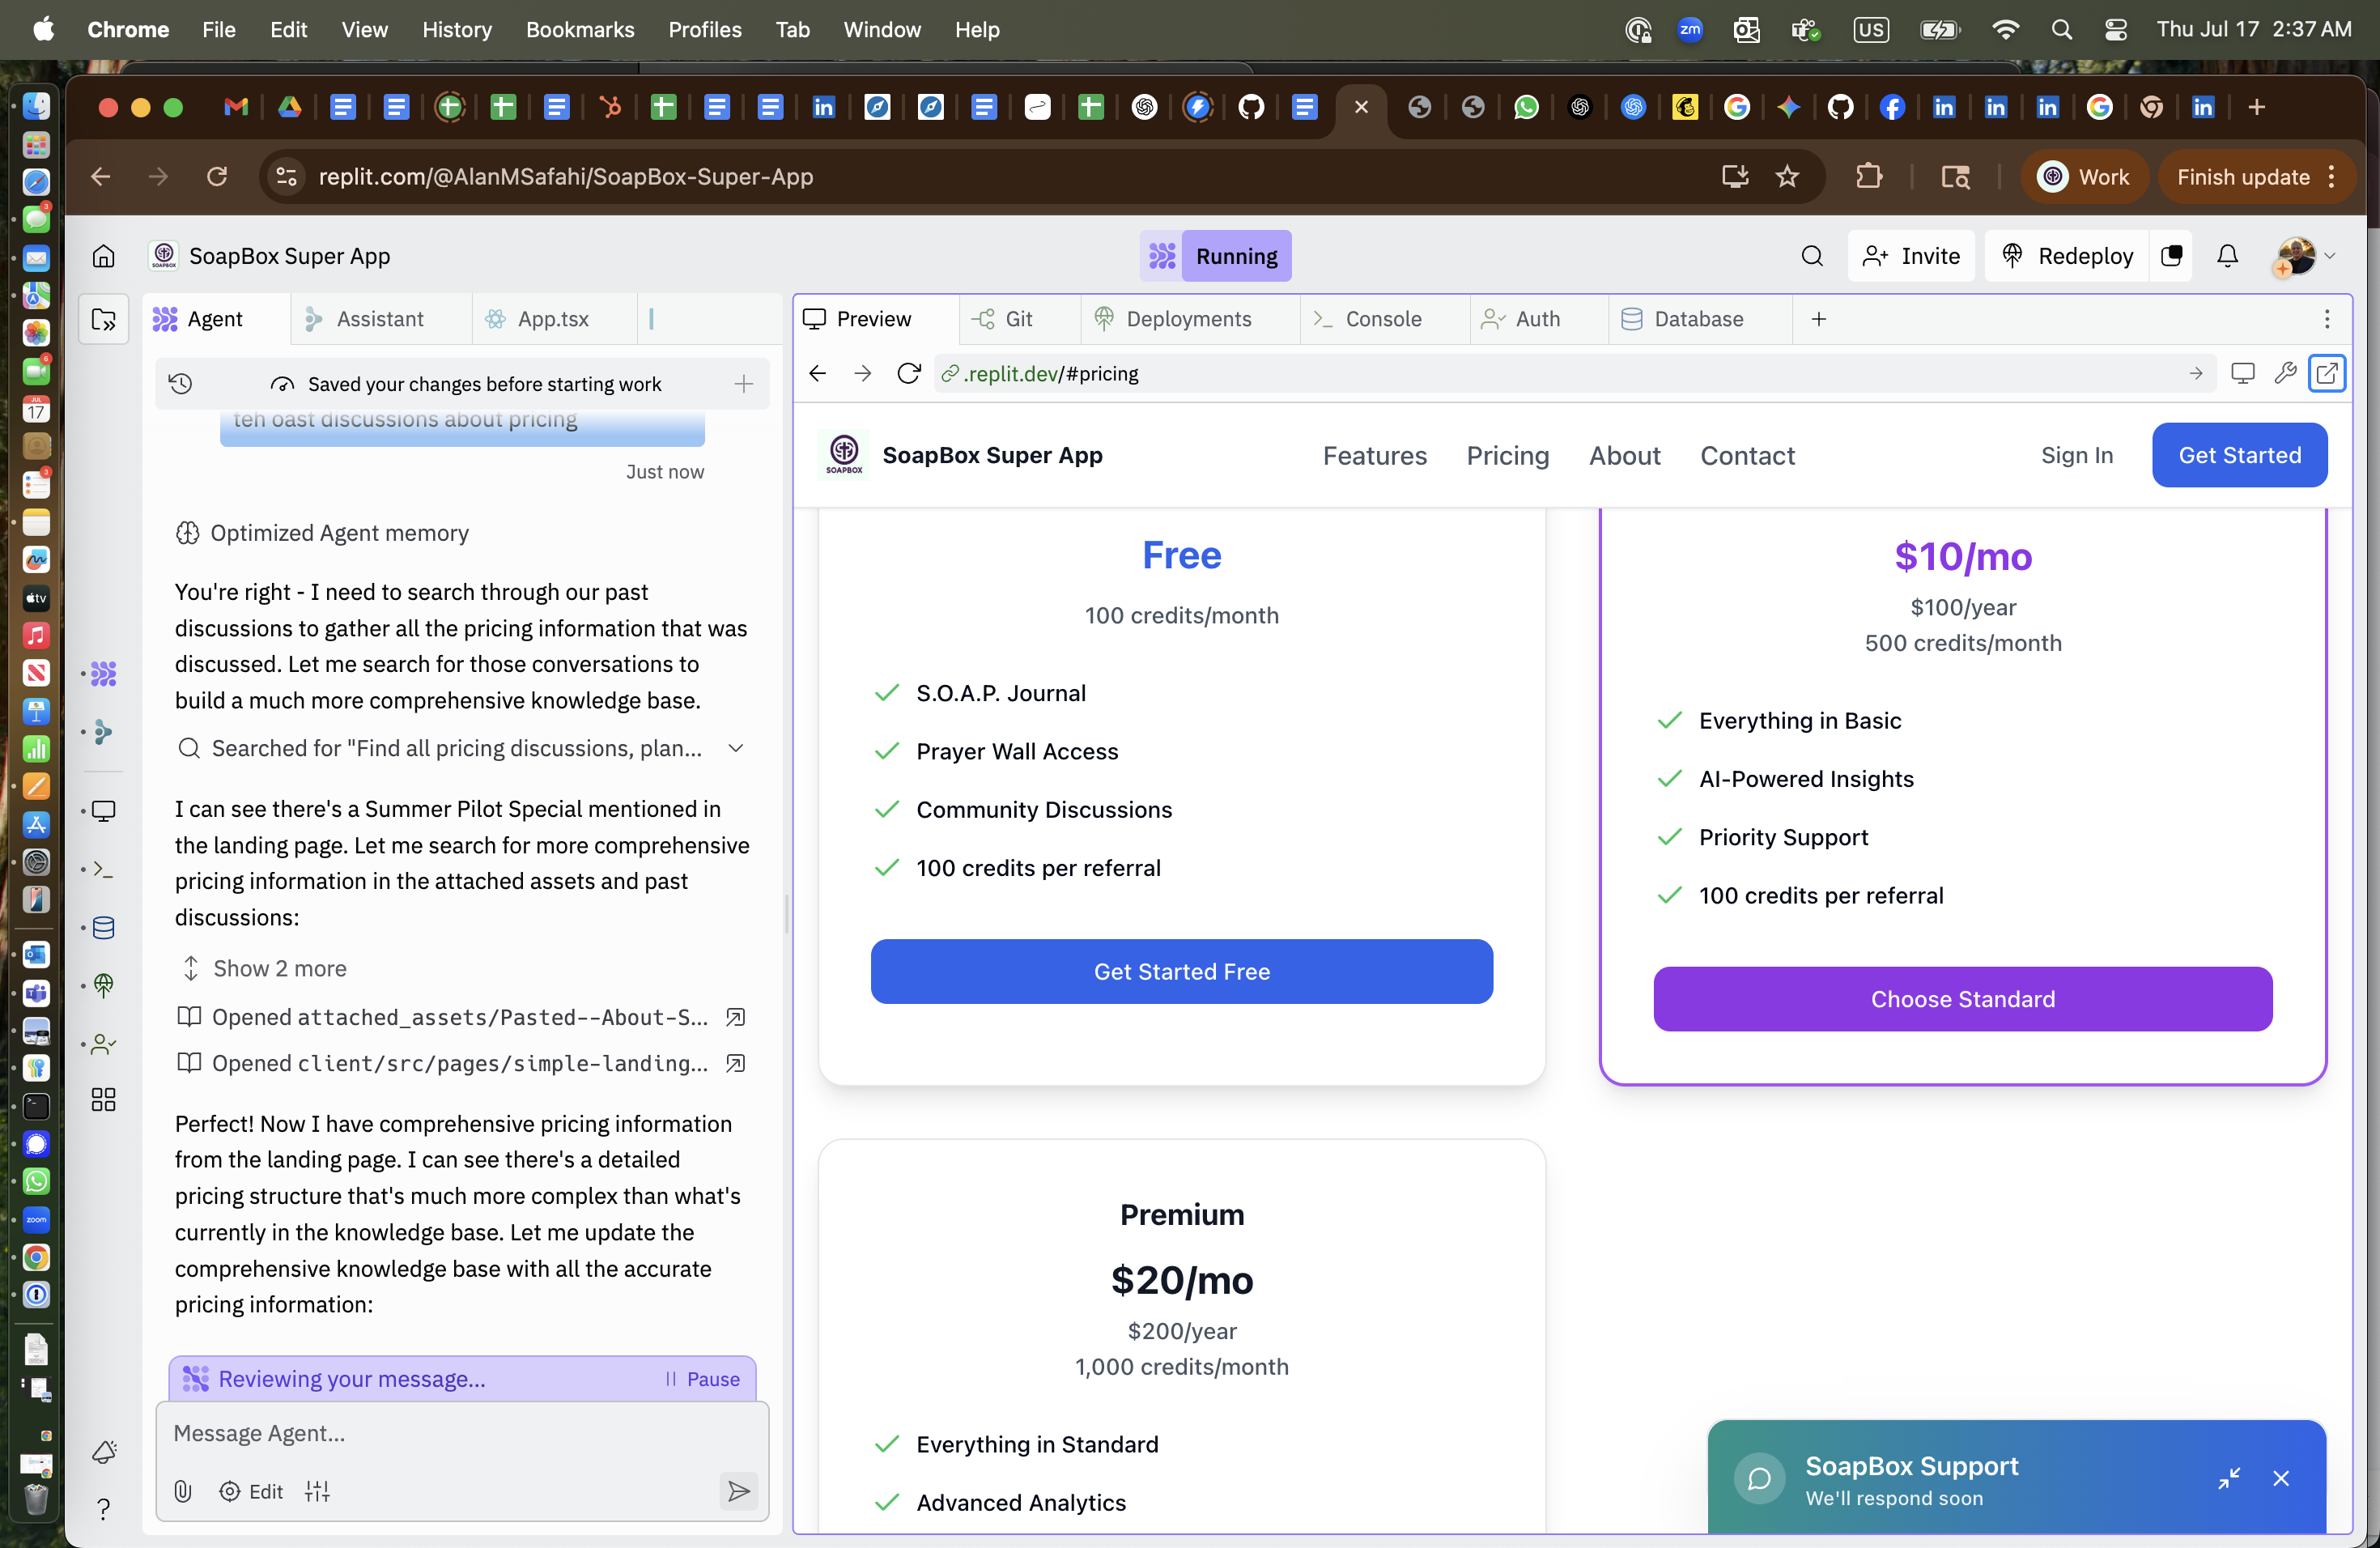 Chrome File Edit View History Bookmarks Profiles Tab Window Help
zm
US
Thu Jul 17 2:37 AM
replit.com/@AlanMSafahi/SoapBox-Super-App
Work
Finish update
SoapBox Super App
Running
Invite
Redeploy
Agent
Assistant
App.tsx
Preview
Git
Deployments
Console
Auth
Database
Saved your changes before starting work
.replit.dev/#pricing
teh oast discussions about pricing
Just now
Optimized Agent memory
You're right - I need to search through our past
discussions to gather all the pricing information that was
discussed. Let me search for those conversations to
build a much more comprehensive knowledge base.
Searched for "Find all pricing discussions, plan...
I can see there's a Summer Pilot Special mentioned in
the landing page. Let me search for more comprehensive
pricing information in the attached assets and past
discussions:
Show 2 more
Opened attached_assets/Pasted--About-S...
Opened client/src/pages/simple-landing...
Perfect! Now I have comprehensive pricing information
from the landing page. I can see there's a detailed
pricing structure that's much more complex than what's
currently in the knowledge base. Let me update the
comprehensive knowledge base with all the accurate
pricing information:
Reviewing your message...
Pause
Message Agent...
Edit
SOAPBOX
SoapBox Super App
Features
Pricing
About
Contact
Sign In
Get Started
Free
100 credits/month
S.O.A.P. Journal
Prayer Wall Access
Community Discussions
100 credits per referral
Get Started Free
$10/mo
$100/year
500 credits/month
Everything in Basic
AI-Powered Insights
Priority Support
100 credits per referral
Choose Standard
Premium
$20/mo
$200/year
1,000 credits/month
Everything in Standard
Advanced Analytics
SoapBox Support
We'll respond soon
3
6
JUL
17
3
tv
zoom